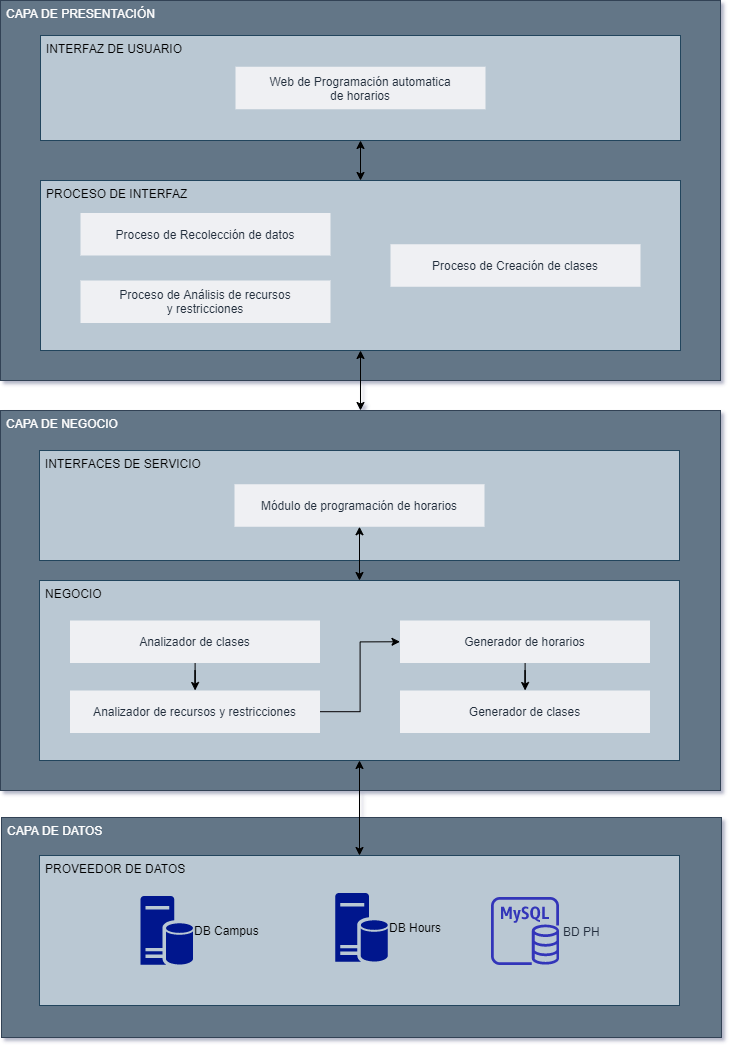 CAPA DE PRESENTACIÓN
INTERFAZ DE USUARIO
Web de Programación automatica
de horarios
PROCESO DE INTERFAZ
Proceso de Recolección de datos
Proceso de Creación de clases
Proceso de Análisis de recursos
y restricciones
CAPA DE NEGOCIO
INTERFACES DE SERVICIO
Módulo de programación de horarios
NEGOCIO
Analizador de clases
Generador de horarios
Analizador de recursos y restricciones
Generador de clases
CAPA DE DATOS
PROVEEDOR DE DATOS
DB Campus
DB Hours
MySQL
BD PH